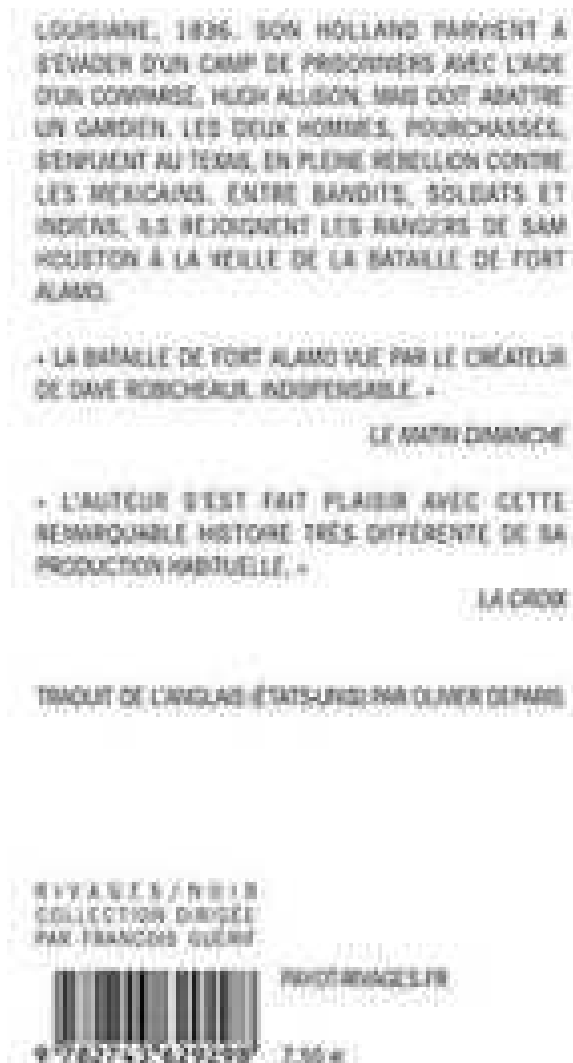 LOUISIANE, 1836. SON HOLLAND PARVIENT À
S'ÉVADER D'UN CAMP DE PRISONNIERS AVEC L'AIDE
D'UN COMPARSE, HUGH ALLISON, MAIS DOIT ABATTRE
UN GARDIEN. LES DEUX HOMMES, POURCHASSÉS,
S'ENFUIENT AU TEXAS, EN PLEINE RÉBELLION CONTRE
LES MEXICAINS. ENTRE BANDITS, SOLDATS ET
INDIENS, ILS REJOIGNENT LES RANGERS DE SAM
HOUSTON À LA VEILLE DE LA BATAILLE DE FORT
ALAMO.
« LA BATAILLE DE FORT ALAMO VUE PAR LE CRÉATEUR
DE DAVE ROBICHEAUX. INDISPENSABLE. »
LE MATIN DIMANCHE
« L'AUTEUR S'EST FAIT PLAISIR AVEC CETTE
REMARQUABLE HISTOIRE TRÈS DIFFÉRENTE DE SA
PRODUCTION HABITUELLE. »
LA CROIX
TRADUIT DE L'ANGLAIS (ÉTATS-UNIS) PAR OLIVIER DEPARIS
RIVAGES/NOIR
COLLECTION DIRIGÉE
PAR FRANÇOIS GUÉRIF
PAYOT-RIVAGES.FR
9 782743 629298
7,50 €